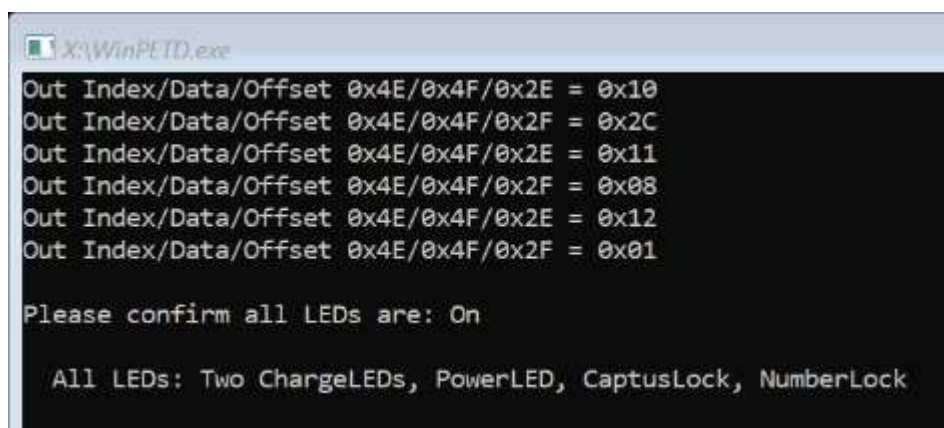 X:\WinPETD.exe
Out Index/Data/Offset 0x4E/0x4F/0x2E = 0x10
Out Index/Data/Offset 0x4E/0x4F/0x2F = 0x2C
Out Index/Data/Offset 0x4E/0x4F/0x2E = 0x11
Out Index/Data/Offset 0x4E/0x4F/0x2F = 0x08
Out Index/Data/Offset 0x4E/0x4F/0x2E = 0x12
Out Index/Data/Offset 0x4E/0x4F/0x2F = 0x01
Please confirm all LEDs are: On
All LEDs: Two ChargeLEDs, PowerLED, CaptusLock, NumberLock